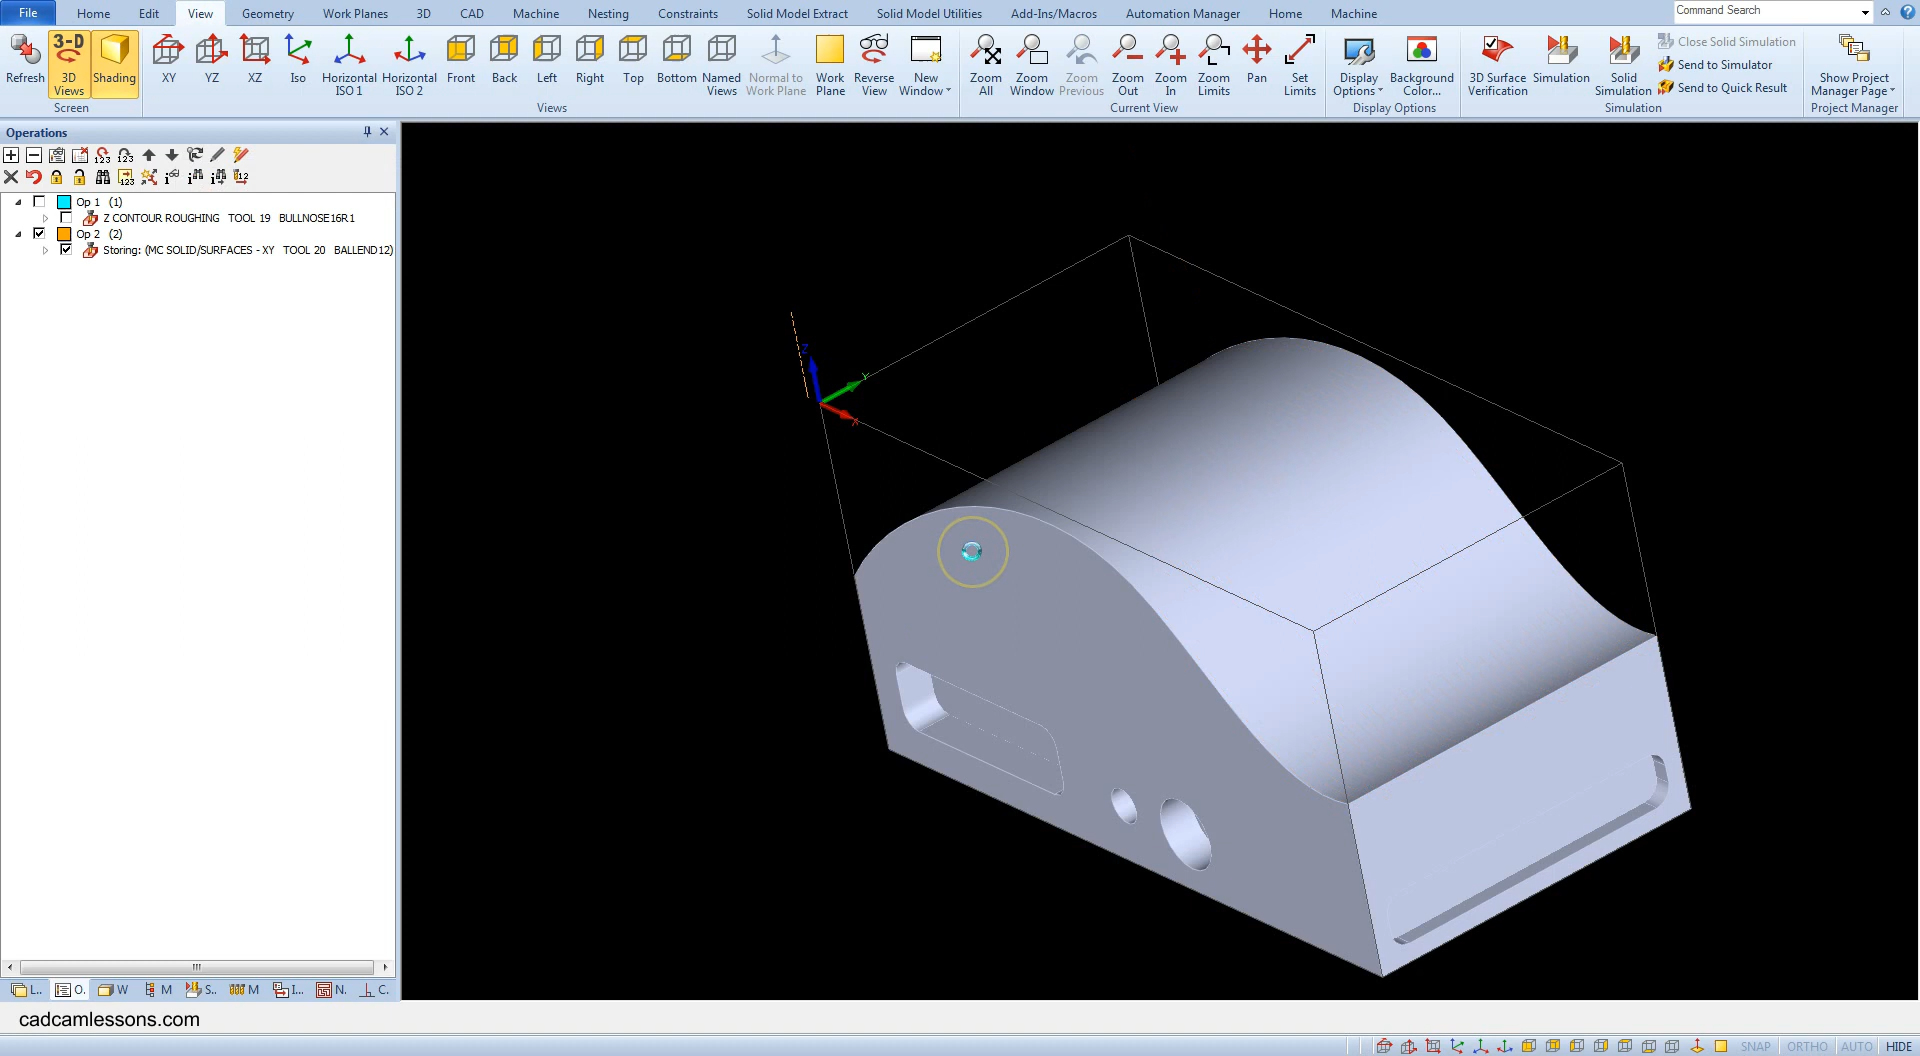 File Home Edit View Geometry Work Planes 3D CAD Machine Nesting Constraints Solid Model Extract Solid Model Utilities Add-Ins/Macros Automation Manager Home Machine Command Search
Refresh 3D Views Shading XY YZ XZ Iso Horizontal ISO 1 Horizontal ISO 2 Front Back Left Right Top Bottom Named Views Normal to Work Plane Work Plane Reverse View New Window Zoom All Zoom Window Zoom Previous Zoom Out Zoom In Zoom Limits Pan Set Limits Display Options Background Color... 3D Surface Verification Simulation Solid Simulation Close Solid Simulation Send to Simulator Send to Quick Result Show Project Manager Page
Screen Views Current View Display Options Simulation Project Manager
Operations
Op 1 (1)
Z CONTOUR ROUGHING TOOL 19 BULLNOSE16R1
Op 2 (2)
Storing: (MC SOLID/SURFACES - XY TOOL 20 BALLEND12)
Z
Y
X
L.. O. W M S.. M I... N. C.
cadcamlessons.com
SNAP ORTHO AUTO HIDE